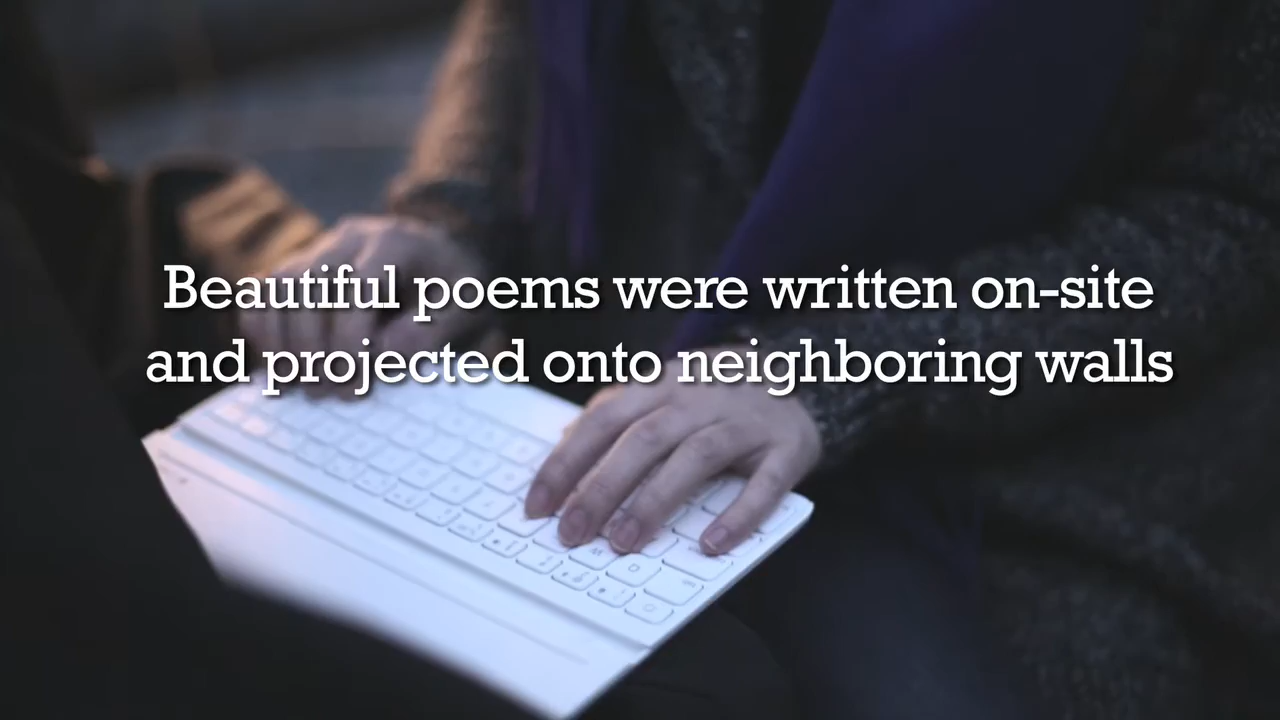 Beautiful poems were written on-site
and projected onto neighboring walls